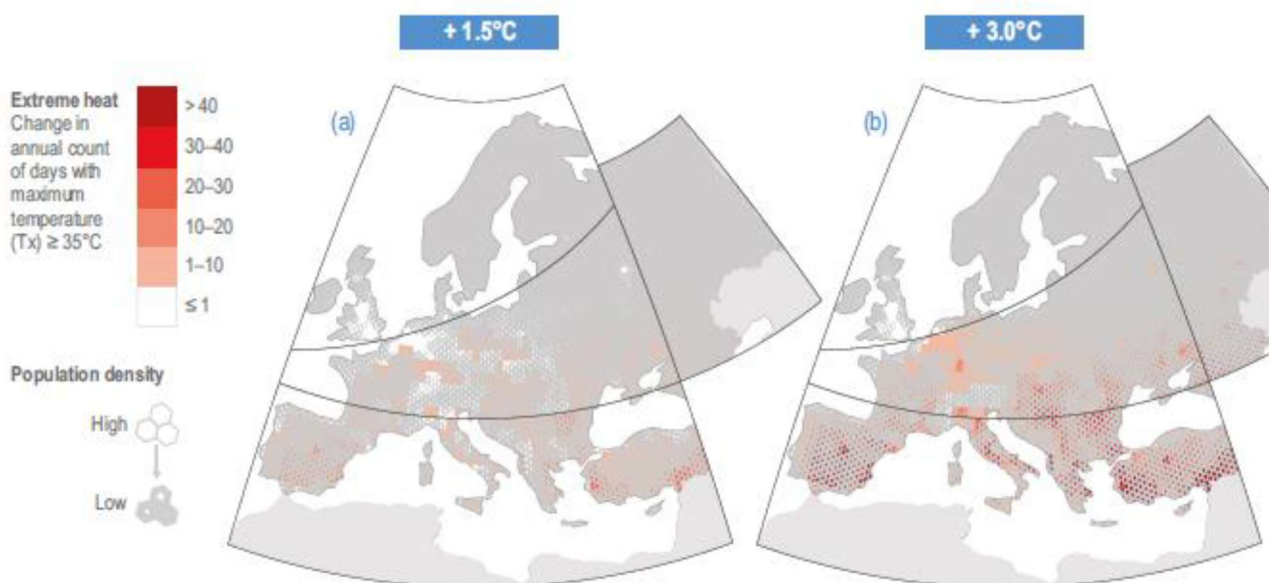 + 1.5°C
+ 3.0°C
Extreme heat
Change in
annual count
of days with
maximum
temperature
(Tx) ≥ 35°C
> 40
30–40
20–30
10–20
1–10
≤ 1
(a)
(b)
Population density
High
Low